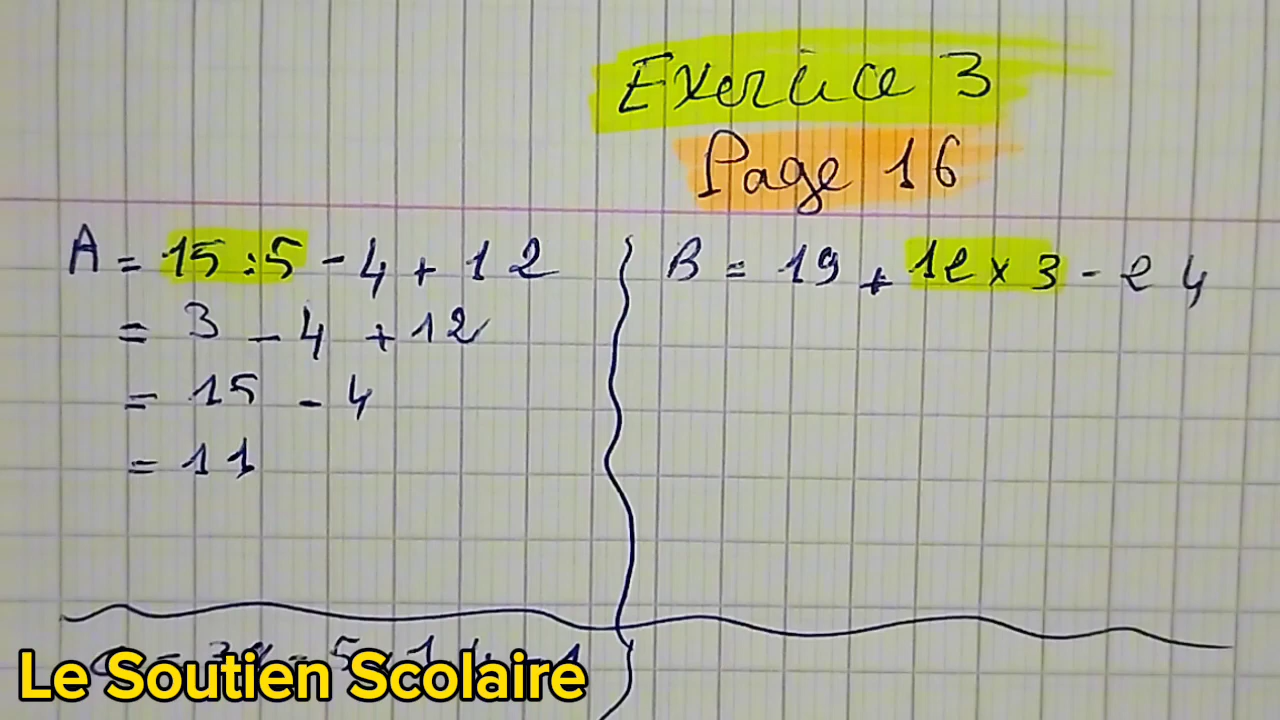 Exercice 3
Page 16
A = 15 : 5 - 4 + 12
= 3 - 4 + 12
= 15 - 4
= 11
B = 19 + 12 x 3 - 24
Le Soutien Scolaire